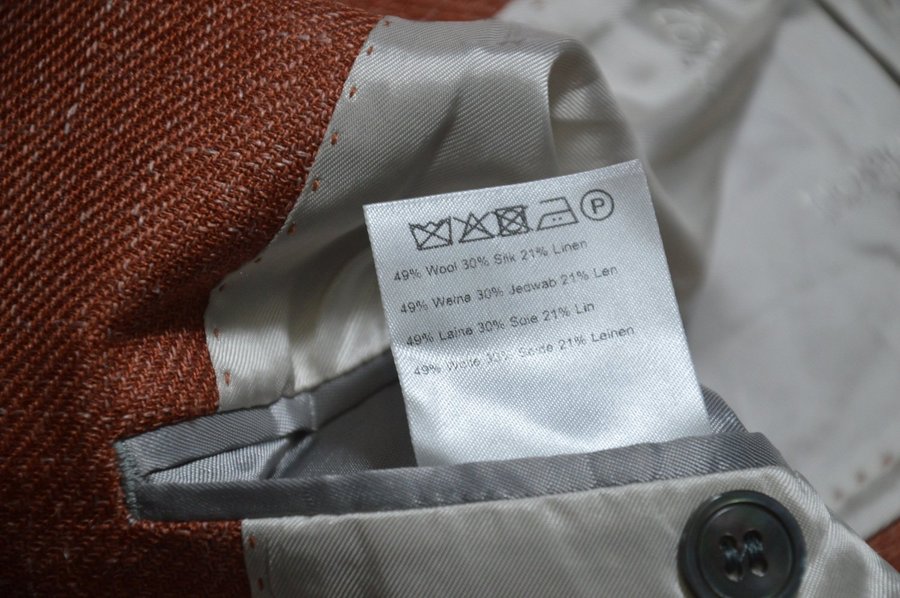 P
49% Wool 30% Silk 21% Linen
49% Wełna 30% Jedwab 21% Len
49% Laine 30% Soie 21% Lin
49% Wolle 30% Seide 21% Leinen